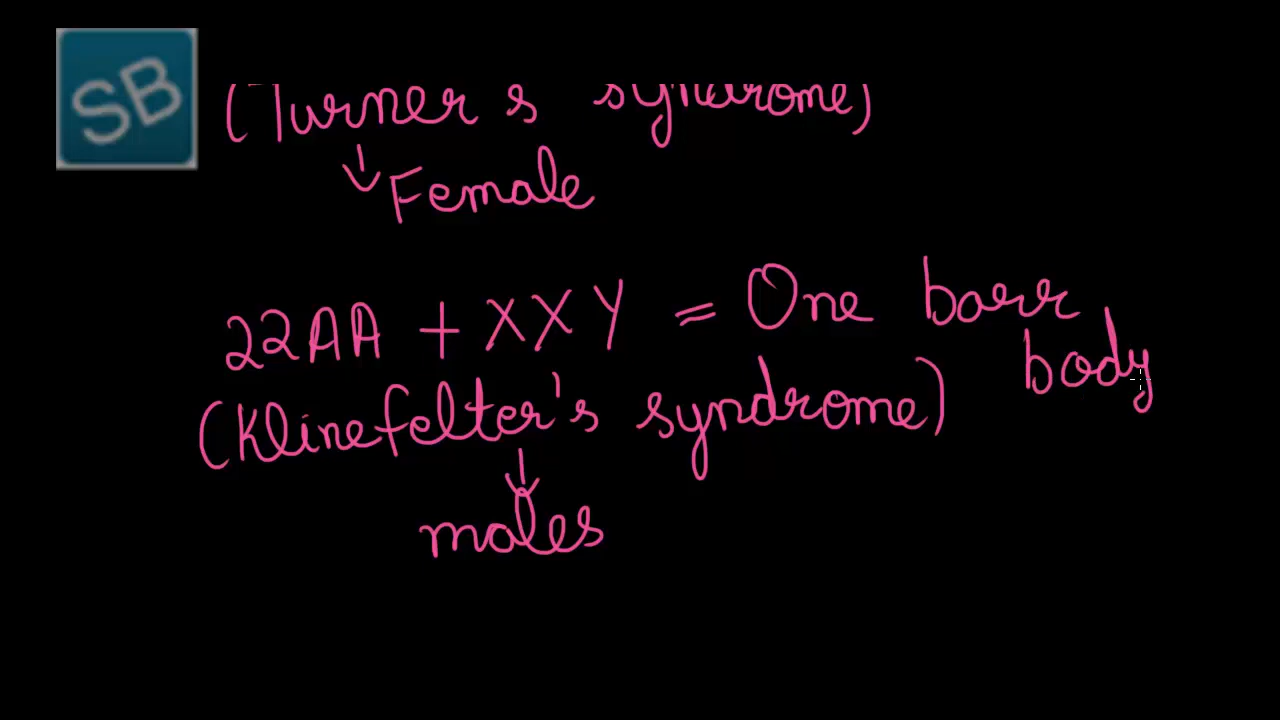 SB
(Turner s syndrome)
Female
22AA + XXY = One barr
body
(Klinefelter's syndrome)
males